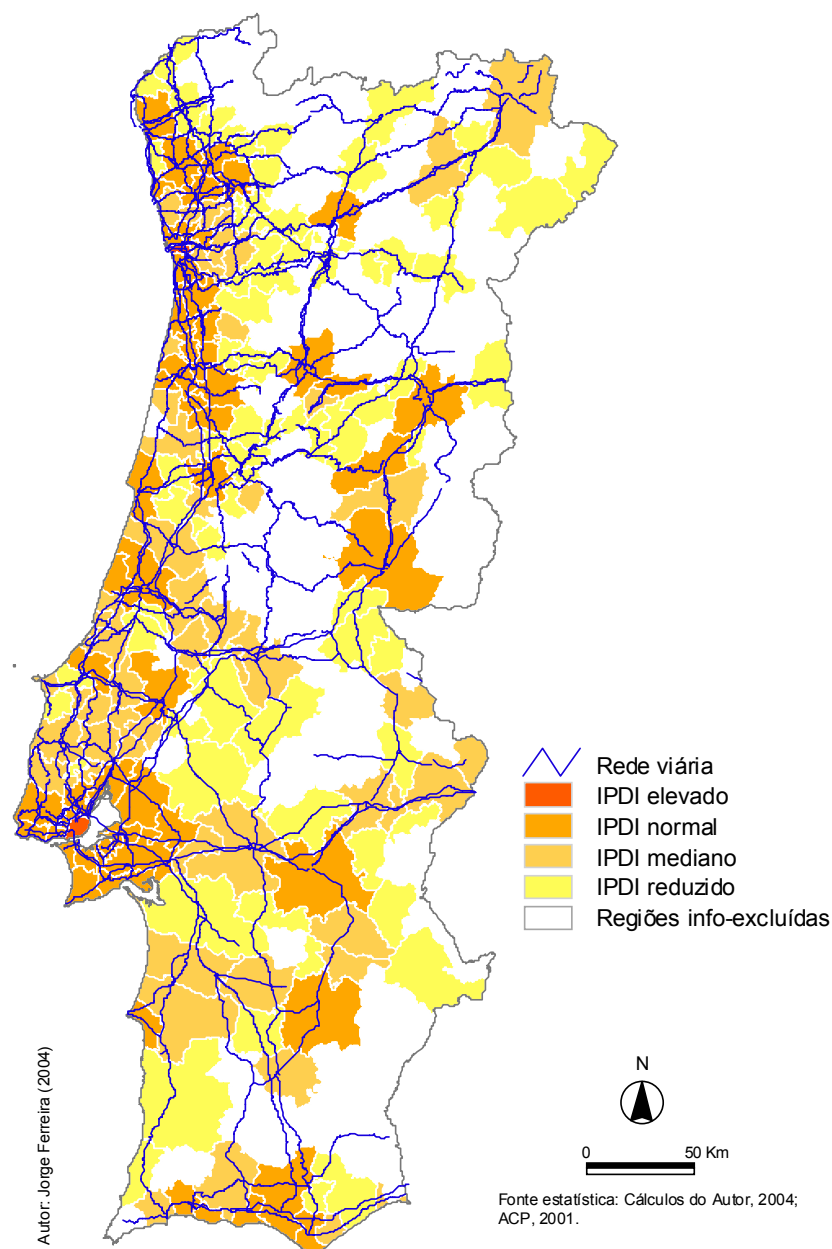 Rede viária
IPDI elevado
IPDI normal
IPDI mediano
IPDI reduzido
Regiões info-excluídas
N
0 50 Km
Fonte estatística: Cálculos do Autor, 2004;
ACP, 2001.
Autor: Jorge Ferreira (2004)